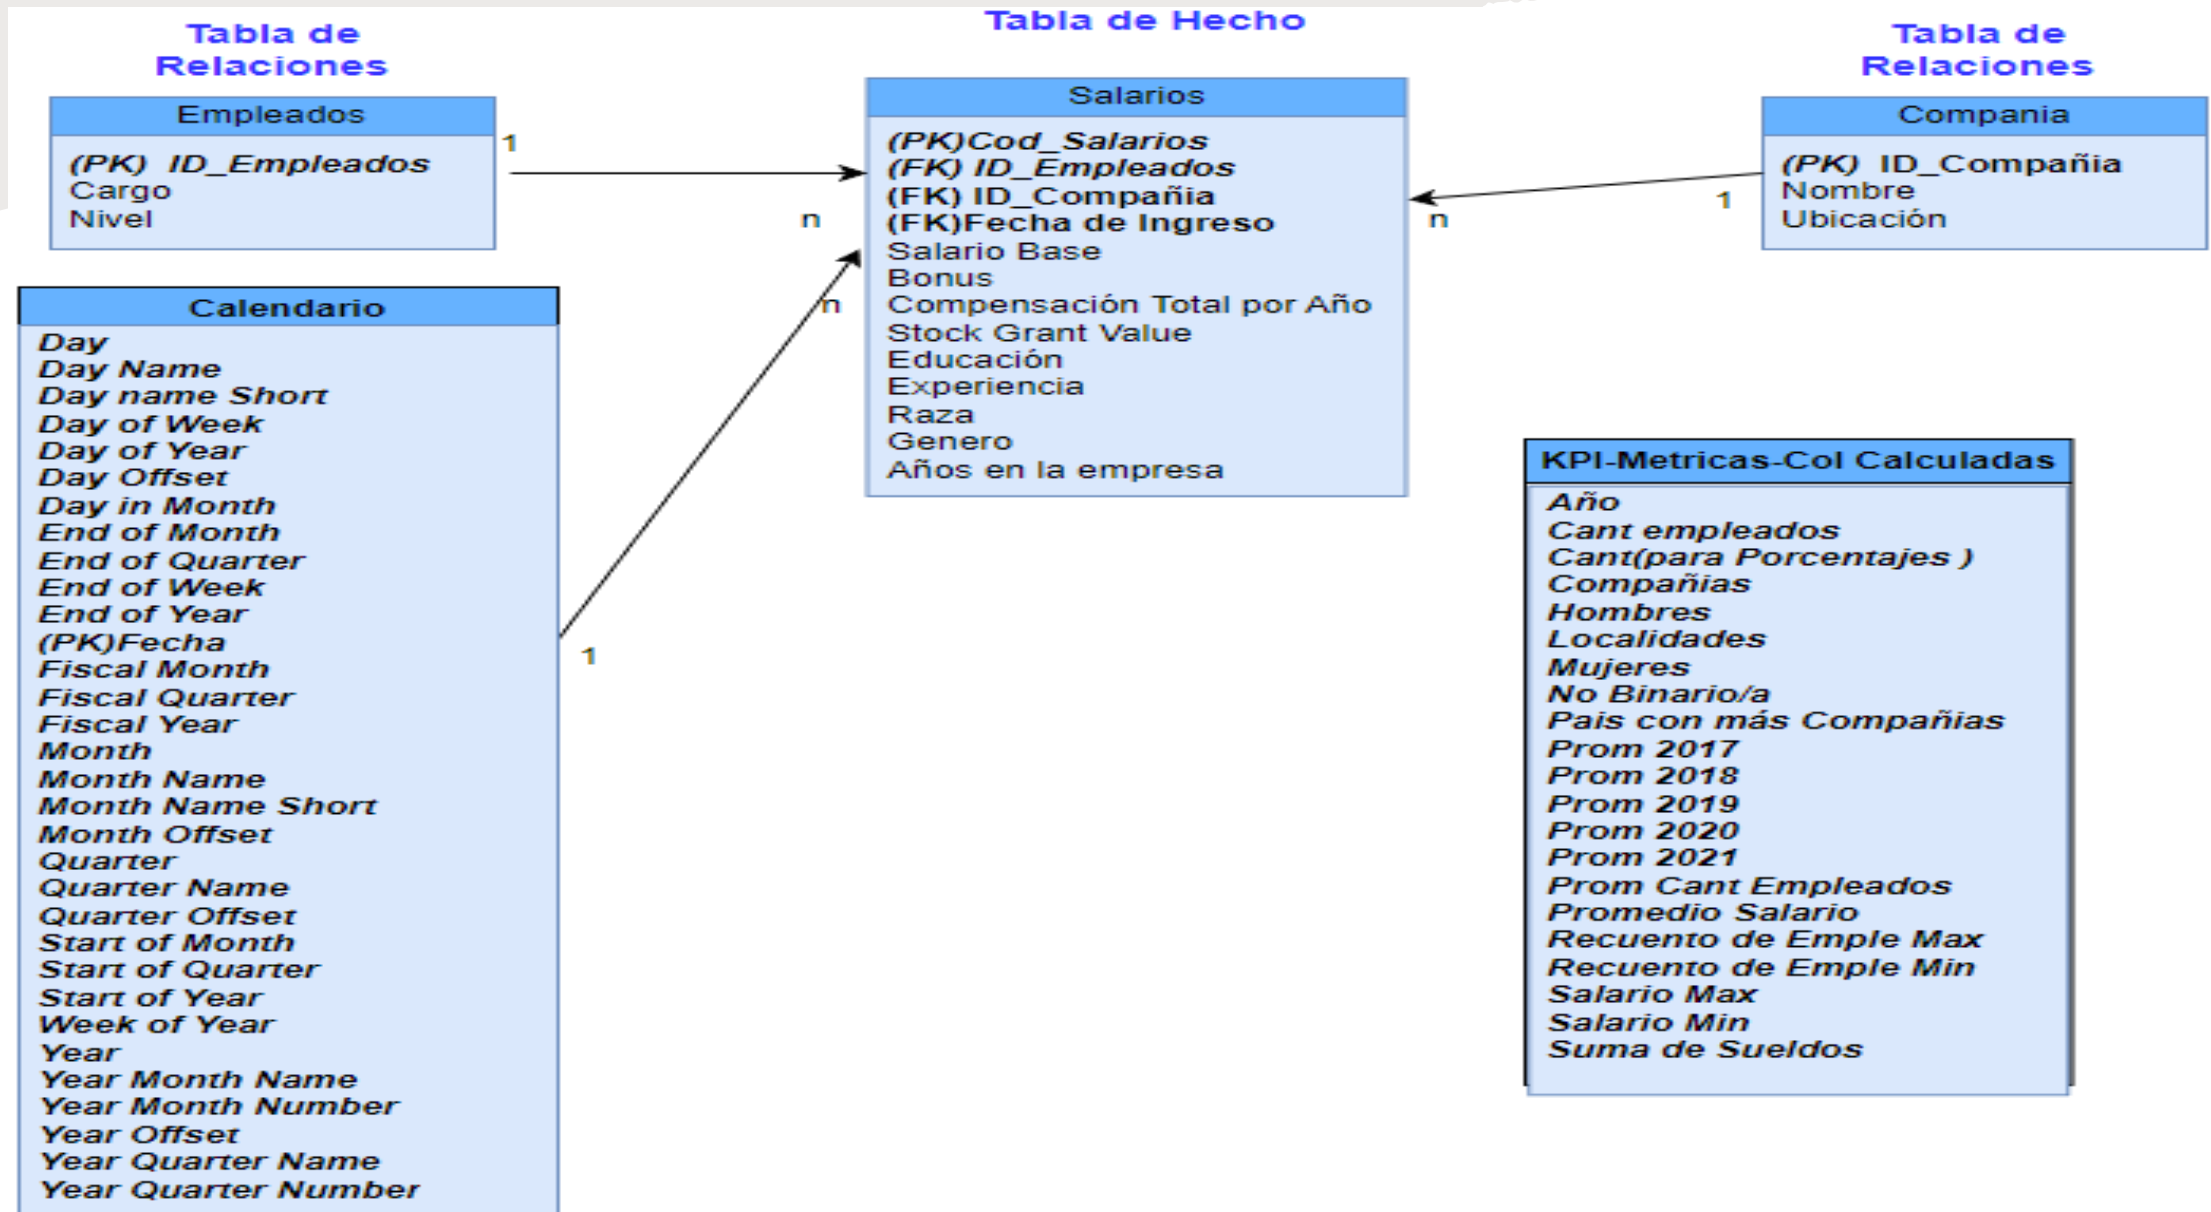 Tabla de
Relaciones
Empleados
(PK) ID_Empleados
Cargo
Nivel
1
n
Tabla de Hecho
Salarios
(PK)Cod_Salarios
(FK) ID_Empleados
(FK) ID_Compañia
(FK)Fecha de Ingreso
Salario Base
Bonus
Compensación Total por Año
Stock Grant Value
Educación
Experiencia
Raza
Genero
Años en la empresa
Tabla de
Relaciones
Compania
(PK) ID_Compañia
Nombre
Ubicación
1
n
Calendario
Day
Day Name
Day name Short
Day of Week
Day of Year
Day Offset
Day in Month
End of Month
End of Quarter
End of Week
End of Year
(PK)Fecha
Fiscal Month
Fiscal Quarter
Fiscal Year
Month
Month Name
Month Name Short
Month Offset
Quarter
Quarter Name
Quarter Offset
Start of Month
Start of Quarter
Start of Year
Week of Year
Year
Year Month Name
Year Month Number
Year Offset
Year Quarter Name
Year Quarter Number
1
n
KPI-Metricas-Col Calculadas
Año
Cant empleados
Cant(para Porcentajes )
Compañias
Hombres
Localidades
Mujeres
No Binario/a
Pais con más Compañias
Prom 2017
Prom 2018
Prom 2019
Prom 2020
Prom 2021
Prom Cant Empleados
Promedio Salario
Recuento de Emple Max
Recuento de Emple Min
Salario Max
Salario Min
Suma de Sueldos